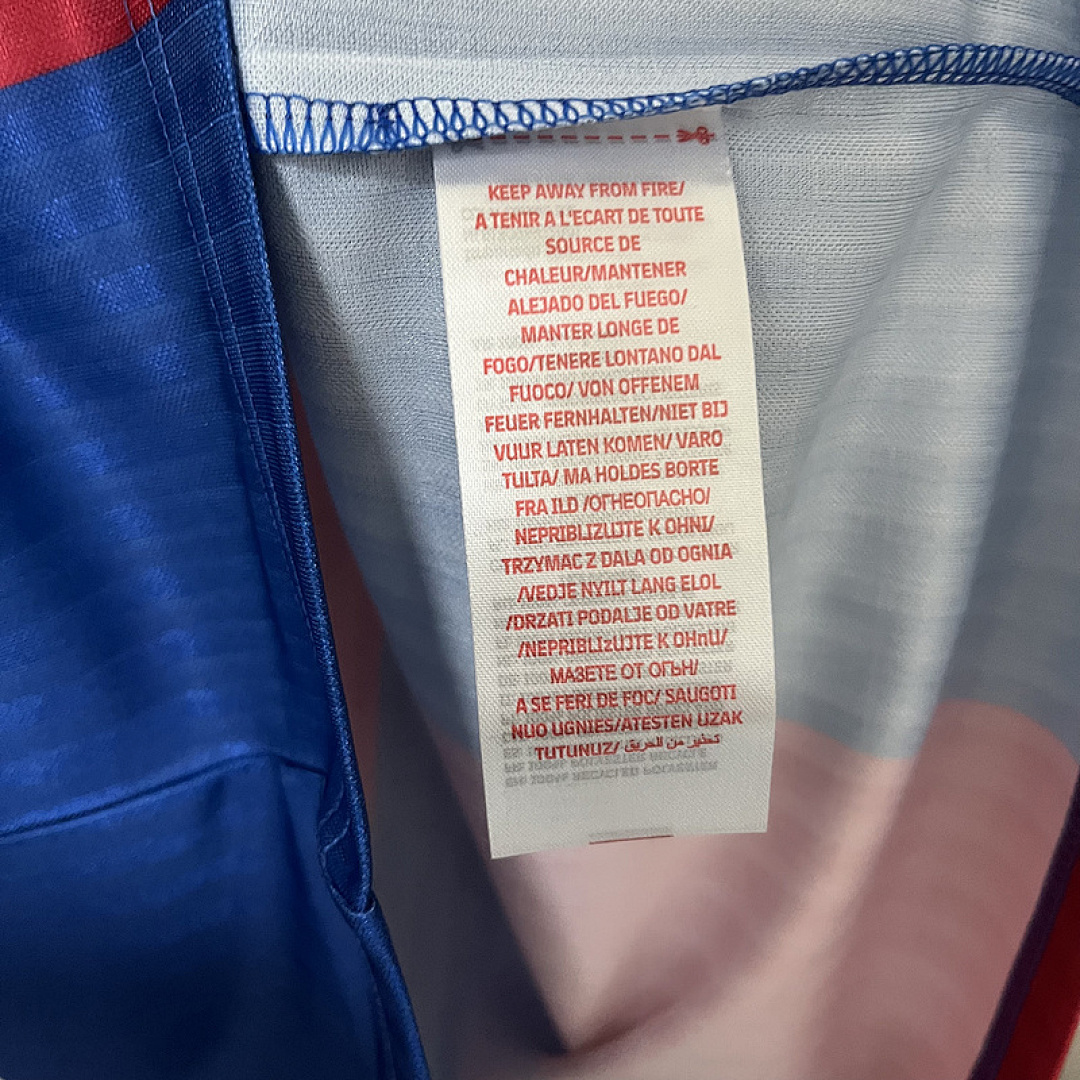 KEEP AWAY FROM FIRE/
A TENIR A L'ECART DE TOUTE
SOURCE DE
CHALEUR/MANTENER
ALEJADO DEL FUEGO/
MANTER LONGE DE
FOGO/TENERE LONTANO DAL
FUOCO/ VON OFFENEM
FEUER FERNHALTEN/NIET BIJ
VUUR LATEN KOMEN/ VARO
TULTA/ MA HOLDES BORTE
FRA ILD /ОГНЕОПАСНО/
NEPRIBLIZUJTE K OHNI/
TRZYMAC Z DALA OD OGNIA
/VEDJE NYILT LANG ELOL
/DRZATI PODALJE OD VATRE
/NEPRIBLIzUJTE K OHnU/
МАЗЕТЕ ОТ ОГЬН/
A SE FERI DE FOC/ SAUGOTI
NUO UGNIES/ATESTEN UZAK
TUTUNUZ/ تحذير من الحريق